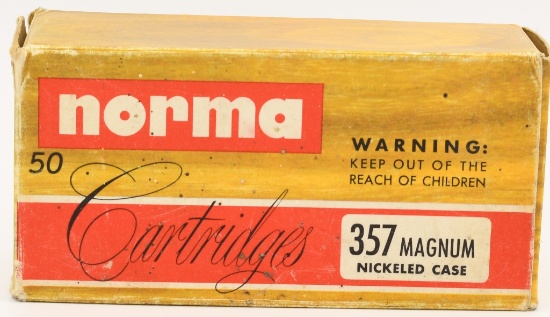 norma
50
Cartridges
WARNING:
KEEP OUT OF THE
REACH OF CHILDREN
357 MAGNUM
NICKELED CASE